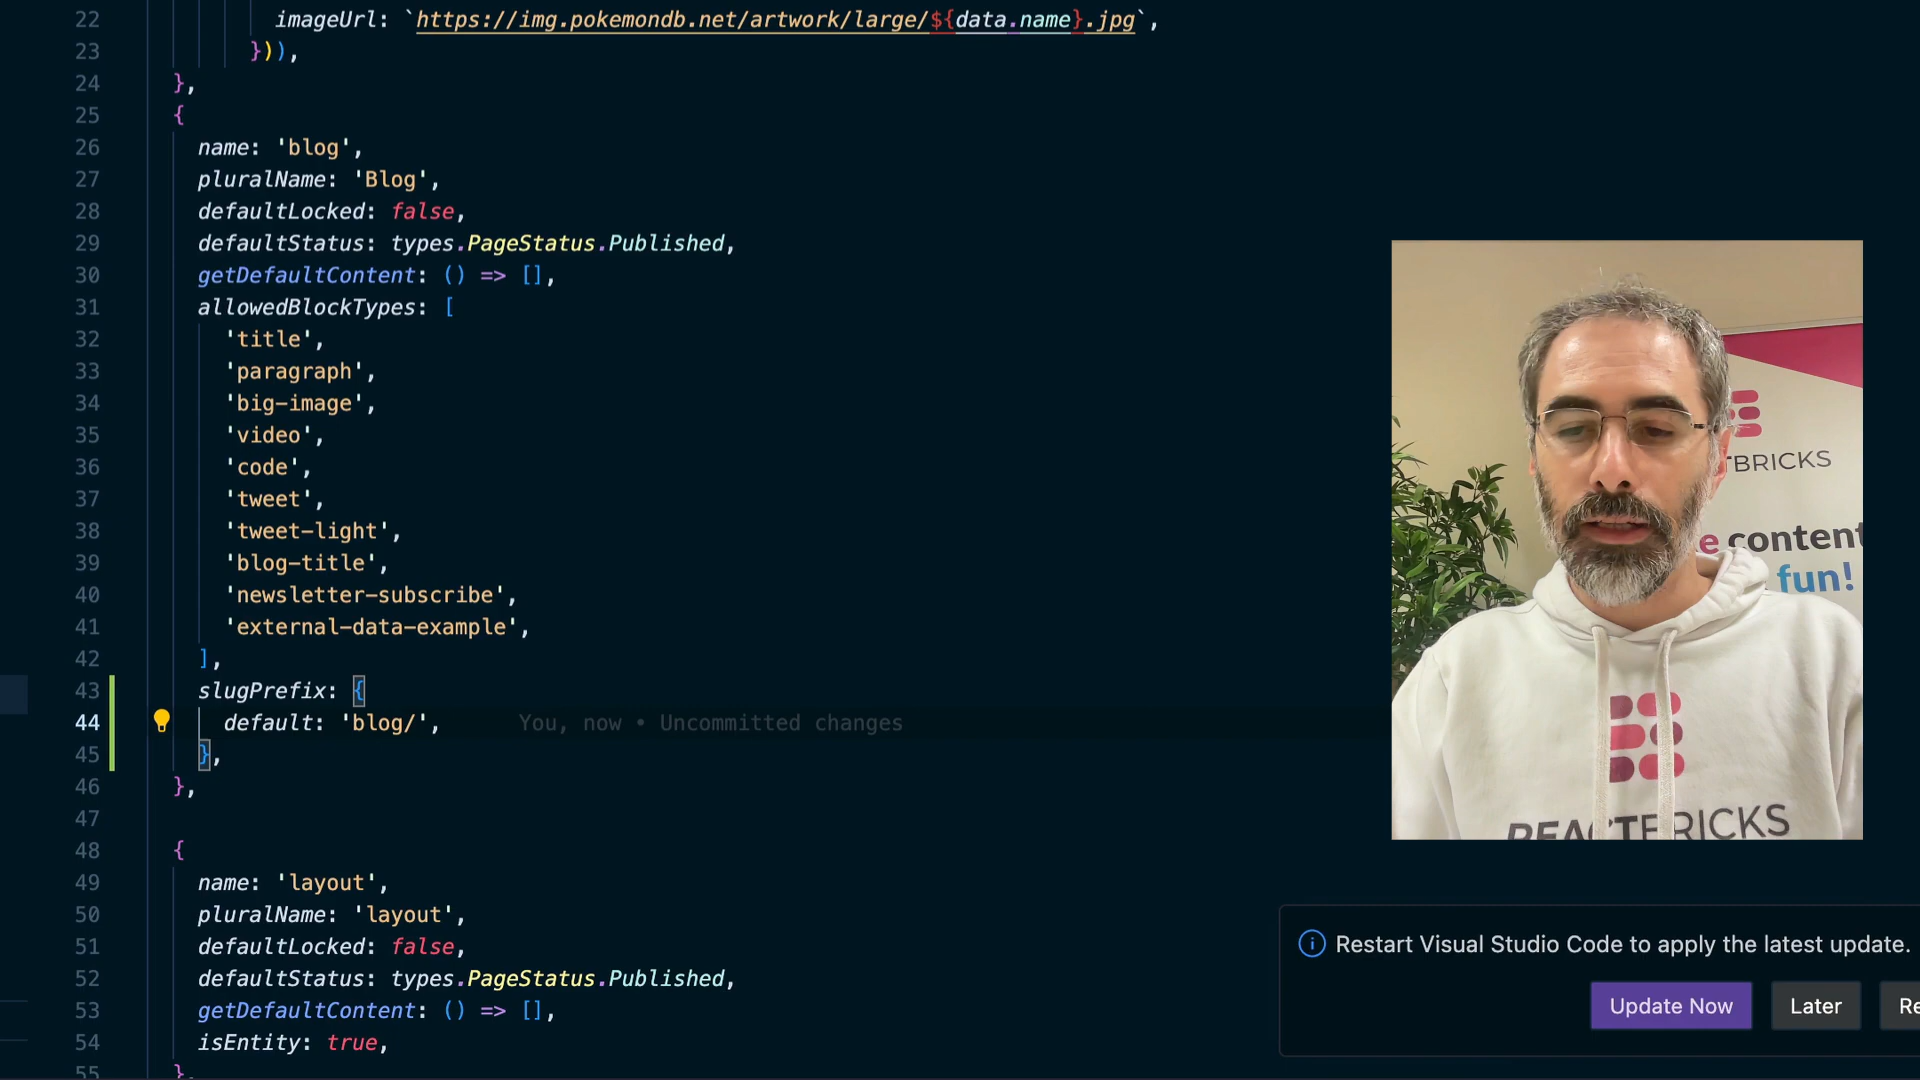 22 imageUrl: `https://img.pokemondb.net/artwork/large/${data.name}.jpg`,
23 })),
24 },
25 {
26 name: 'blog',
27 pluralName: 'Blog',
28 defaultLocked: false,
29 defaultStatus: types.PageStatus.Published,
30 getDefaultContent: () => [],
31 allowedBlockTypes: [
32 'title',
33 'paragraph',
34 'big-image',
35 'video',
36 'code',
37 'tweet',
38 'tweet-light',
39 'blog-title',
40 'newsletter-subscribe',
41 'external-data-example',
42 ],
43 slugPrefix: {
44 default: 'blog/', You, now • Uncommitted changes
45 },
46 },
47
48 {
49 name: 'layout',
50 pluralName: 'layout',
51 defaultLocked: false,
52 defaultStatus: types.PageStatus.Published,
53 getDefaultContent: () => [],
54 isEntity: true,
55 },
TBRICKS
e content
fun!
REACTBRICKS
Restart Visual Studio Code to apply the latest update.
Update Now Later Re